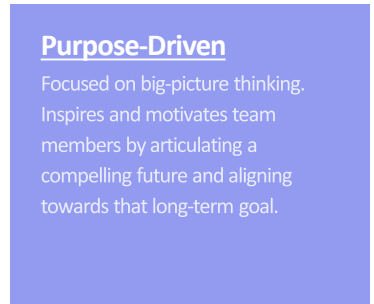 Purpose-Driven
Focused on big-picture thinking.
Inspires and motivates team
members by articulating a
compelling future and aligning
towards that long-term goal.